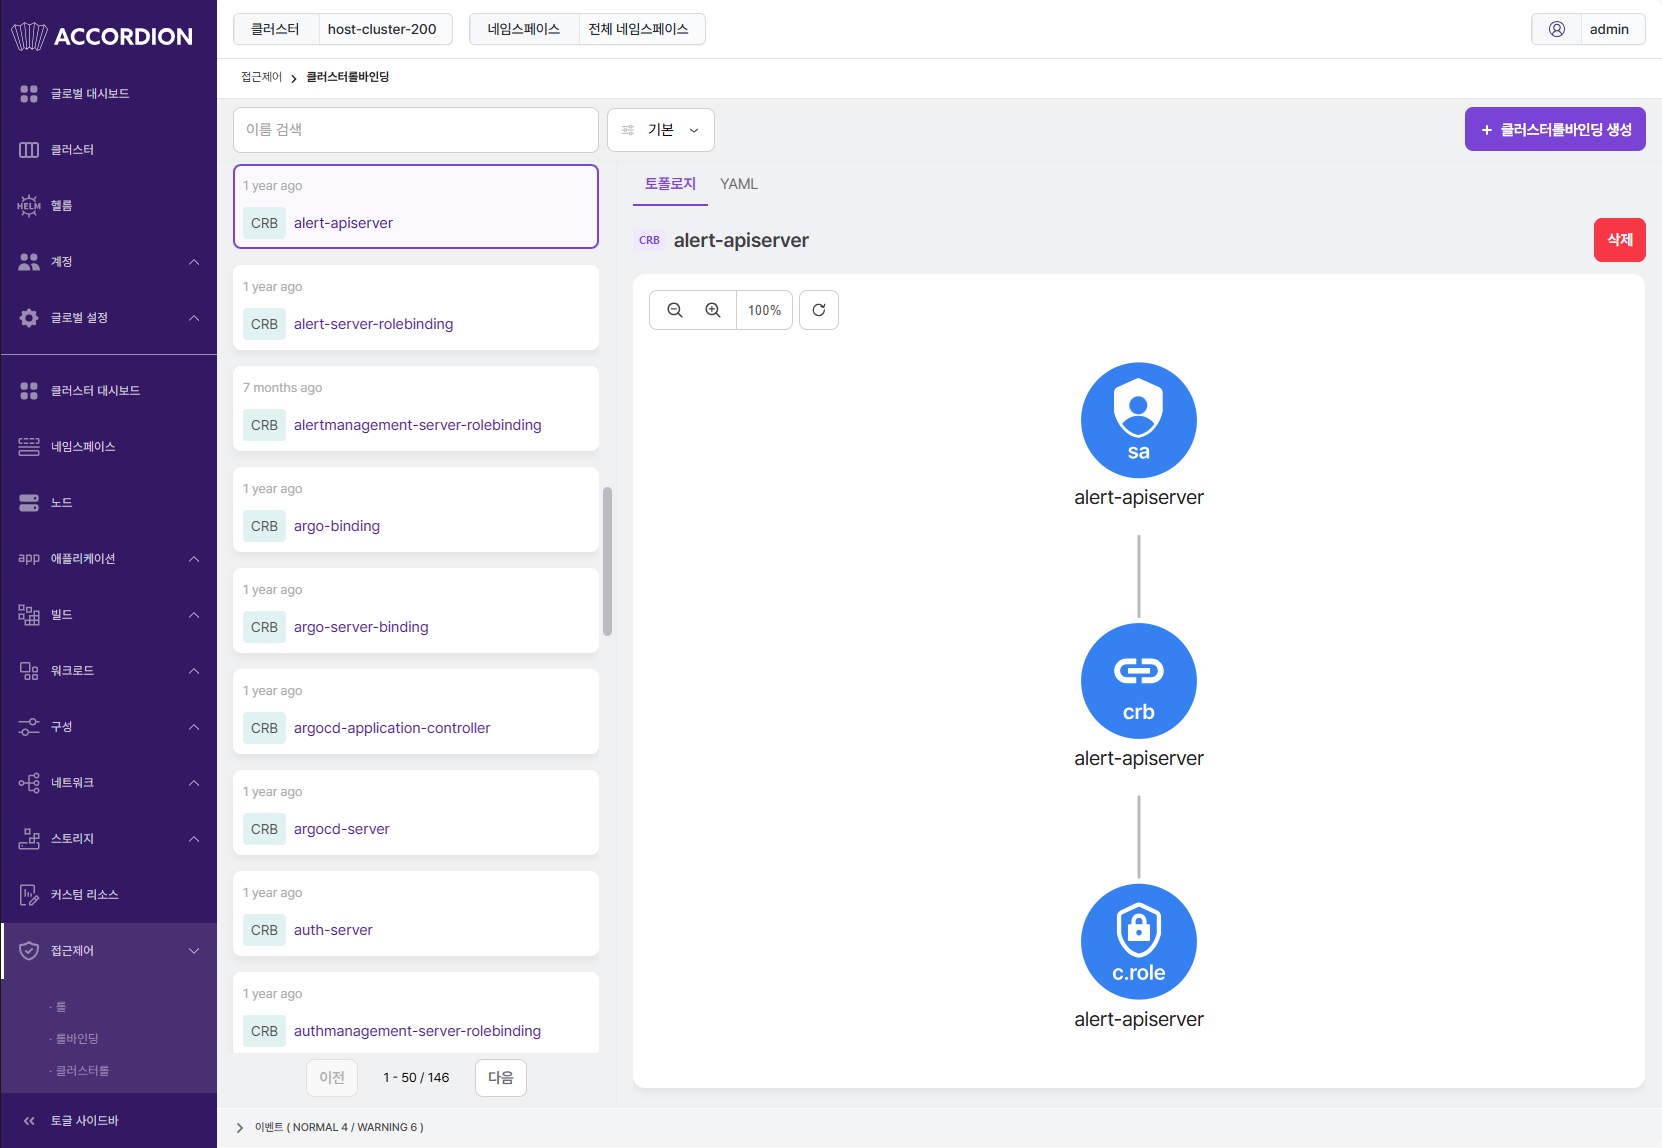 ACCORDION
글로벌 대시보드
클러스터
HELM 헬름
계정
글로벌 설정
클러스터 대시보드
네임스페이스
노드
app 애플리케이션
빌드
워크로드
구성
네트워크
스토리지
커스텀 리소스
접근제어
· 롤
· 롤바인딩
· 클러스터롤
토글 사이드바
클러스터 host-cluster-200 네임스페이스 전체 네임스페이스 admin
접근제어 클러스터롤바인딩
이름 검색 기본 + 클러스터롤바인딩 생성
1 year ago
CRB alert-apiserver
1 year ago
CRB alert-server-rolebinding
7 months ago
CRB alertmanagement-server-rolebinding
1 year ago
CRB argo-binding
1 year ago
CRB argo-server-binding
1 year ago
CRB argocd-application-controller
1 year ago
CRB argocd-server
1 year ago
CRB auth-server
1 year ago
CRB authmanagement-server-rolebinding
이전 1 - 50 / 146 다음
토폴로지 YAML
CRB alert-apiserver 삭제
100%
sa
alert-apiserver
crb
alert-apiserver
c.role
alert-apiserver
이벤트 ( NORMAL 4 / WARNING 6 )